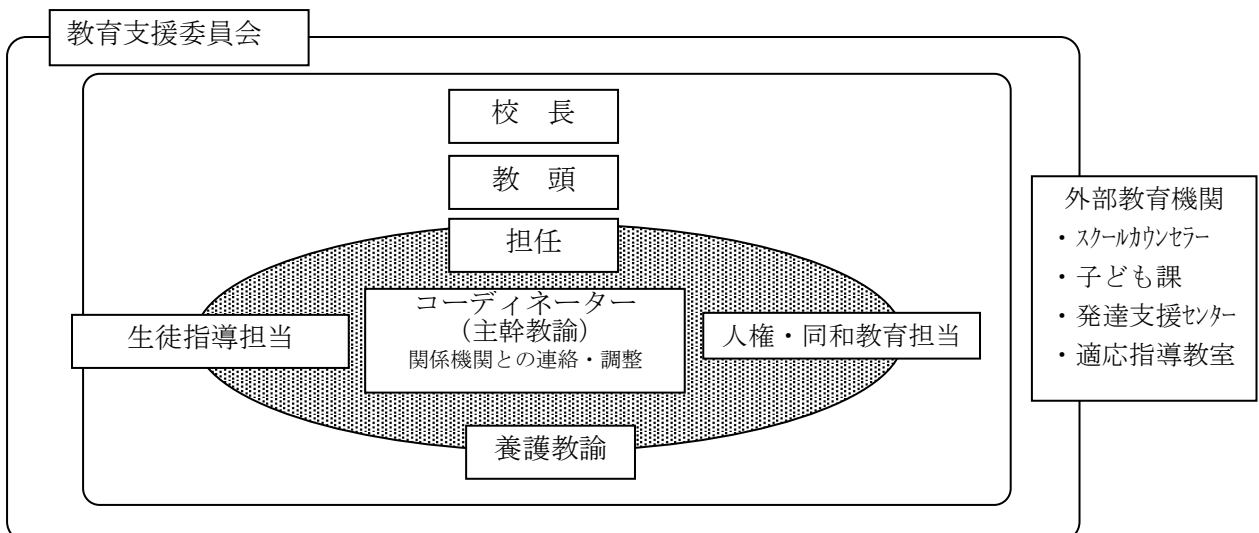 教育支援委員会
校　長
教　頭
担任
コーディネーター
(主幹教諭)
関係機関との連絡・調整
生徒指導担当
人権・同和教育担当
養護教諭
外部教育機関
・ｽｸｰﾙｶｳﾝｾﾗｰ
・子ども課
・発達支援ｾﾝﾀｰ
・適応指導教室